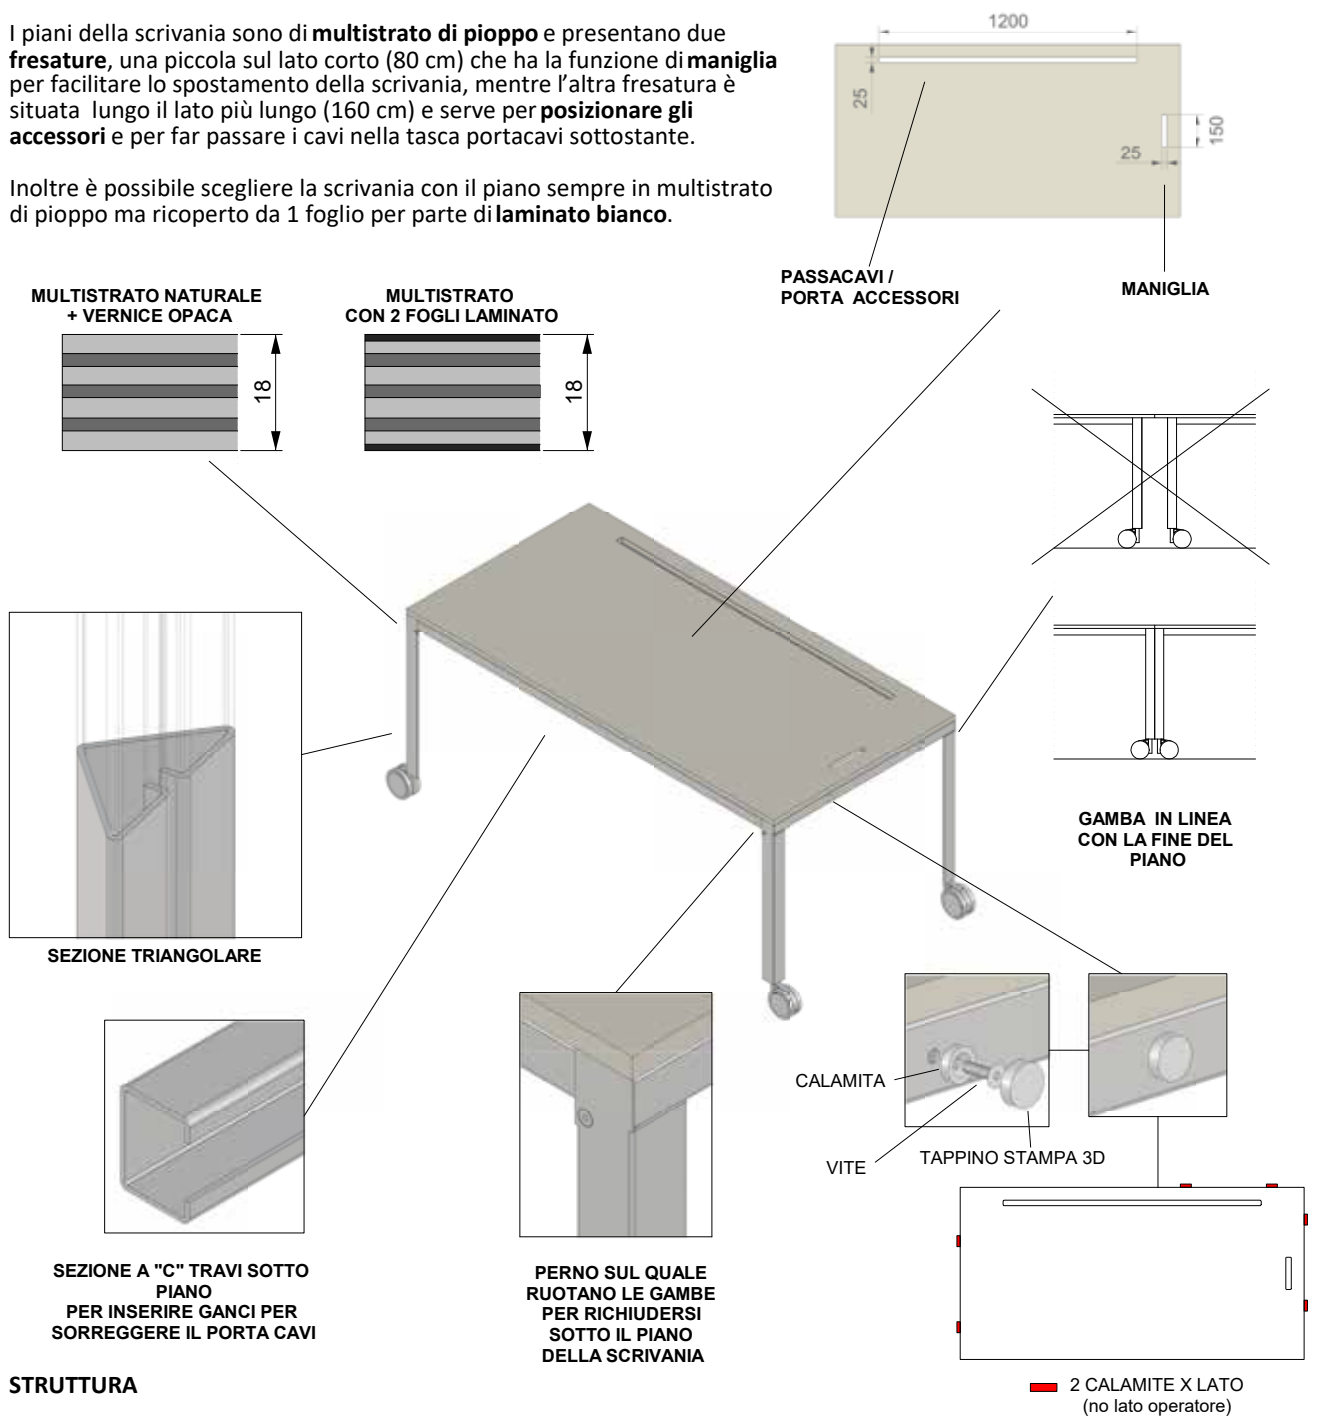 I piani della scrivania sono di multistrato di pioppo e presentano due
fresature, una piccola sul lato corto (80 cm) che ha la funzione di maniglia
per facilitare lo spostamento della scrivania, mentre l'altra fresatura è
situata lungo il lato più lungo (160 cm) e serve per posizionare gli
accessori e per far passare i cavi nella tasca portacavi sottostante.
Inoltre è possibile scegliere la scrivania con il piano sempre in multistrato
di pioppo ma ricoperto da 1 foglio per parte di laminato bianco.
1200
25
150
25
PASSACAVI /
PORTA ACCESSORI
MANIGLIA
MULTISTRATO NATURALE
+ VERNICE OPACA
18
MULTISTRATO
CON 2 FOGLI LAMINATO
18
GAMBA IN LINEA
CON LA FINE DEL
PIANO
SEZIONE TRIANGOLARE
CALAMITA
VITE
TAPPINO STAMPA 3D
SEZIONE A "C" TRAVI SOTTO
PIANO
PER INSERIRE GANCI PER
SORREGGERE IL PORTA CAVI
PERNO SUL QUALE
RUOTANO LE GAMBE
PER RICHIUDERSI
SOTTO IL PIANO
DELLA SCRIVANIA
2 CALAMITE X LATO
(no lato operatore)
STRUTTURA